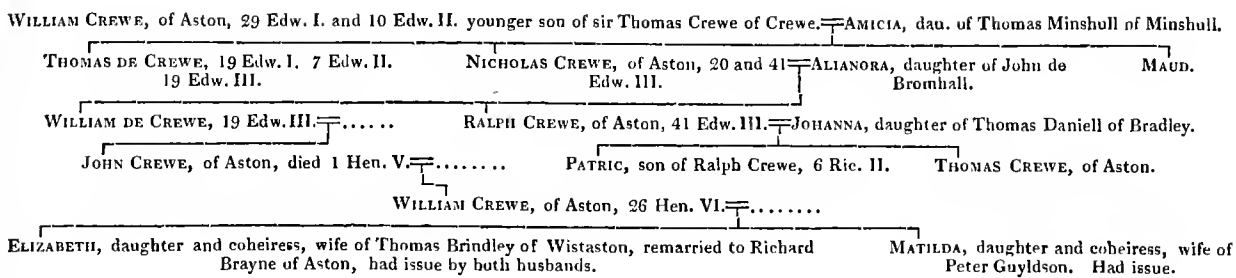 WILLIAM CREWE, of Aston, 29 Edw. I. and 10 Edw. II. younger son of sir Thomas Crewe of Crewe.=AMICIA, dau. of Thomas Minshull of Minshull.
THOMAS DE CREWE, 19 Edw. I. 7 Edw. II.
19 Edw. III.
NICHOLAS CREWE, of Aston, 20 and 41=ALIANORA, daughter of John de
Edw. III.
Bromhall.
MAUD.
WILLIAM DE CREWE, 19 Edw. III.=......
RALPH CREWE, of Aston, 41 Edw. III.=JOHANNA, daughter of Thomas Daniell of Bradley.
JOHN CREWE, of Aston, died 1 Hen. V.=........
PATRIC, son of Ralph Crewe, 6 Ric. II.
THOMAS CREWE, of Aston.
WILLIAM CREWE, of Aston, 26 Hen. VI.=........
ELIZABETH, daughter and coheiress, wife of Thomas Brindley of Wistaston, remarried to Richard
Brayne of Aston, had issue by both husbands.
MATILDA, daughter and coheiress, wife of
Peter Guyldson. Had issue.